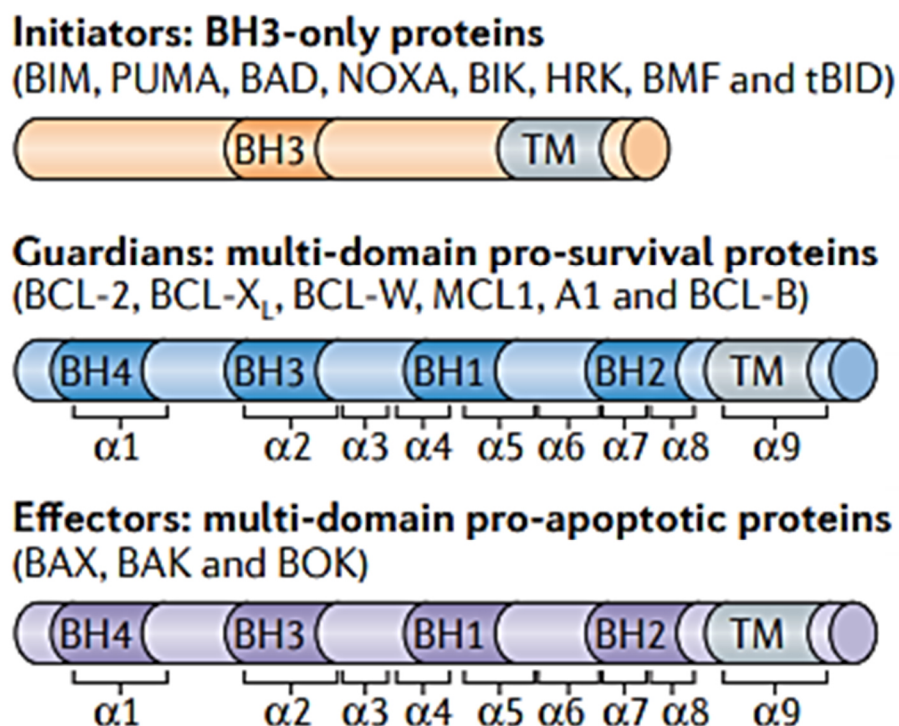 Initiators: BH3-only proteins
(BIM, PUMA, BAD, NOXA, BIK, HRK, BMF and tBID)
BH3 TM
Guardians: multi-domain pro-survival proteins
(BCL-2, BCL-XL, BCL-W, MCL1, A1 and BCL-B)
BH4 BH3 BH1 BH2 TM
α1 α2 α3 α4 α5 α6 α7 α8 α9
Effectors: multi-domain pro-apoptotic proteins
(BAX, BAK and BOK)
BH4 BH3 BH1 BH2 TM
α1 α2 α3 α4 α5 α6 α7 α8 α9